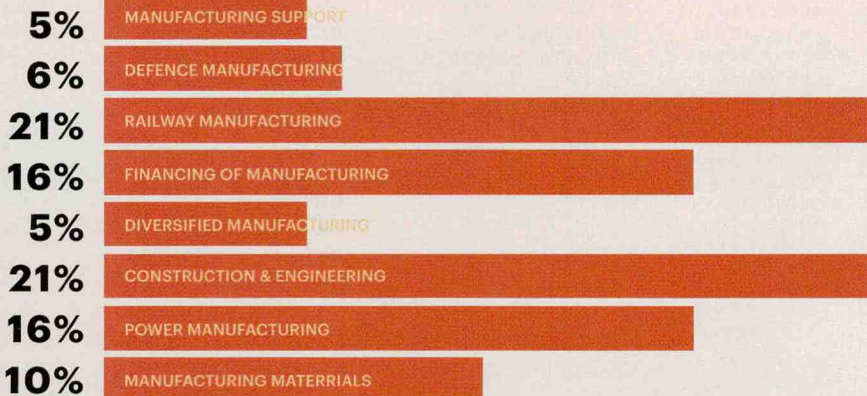 5% MANUFACTURING SUPPORT
6% DEFENCE MANUFACTURING
21% RAILWAY MANUFACTURING
16% FINANCING OF MANUFACTURING
5% DIVERSIFIED MANUFACTURING
21% CONSTRUCTION & ENGINEERING
16% POWER MANUFACTURING
10% MANUFACTURING MATERRIALS